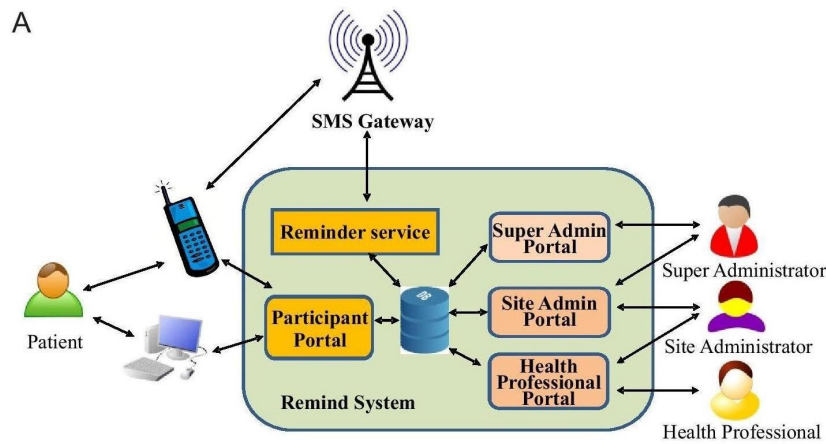 A
SMS Gateway
Reminder service
Super Admin
Portal
Super Administrator
DB
Participant
Portal
Site Admin
Portal
Patient
Site Administrator
Health
Professional
Portal
Remind System
Health Professional